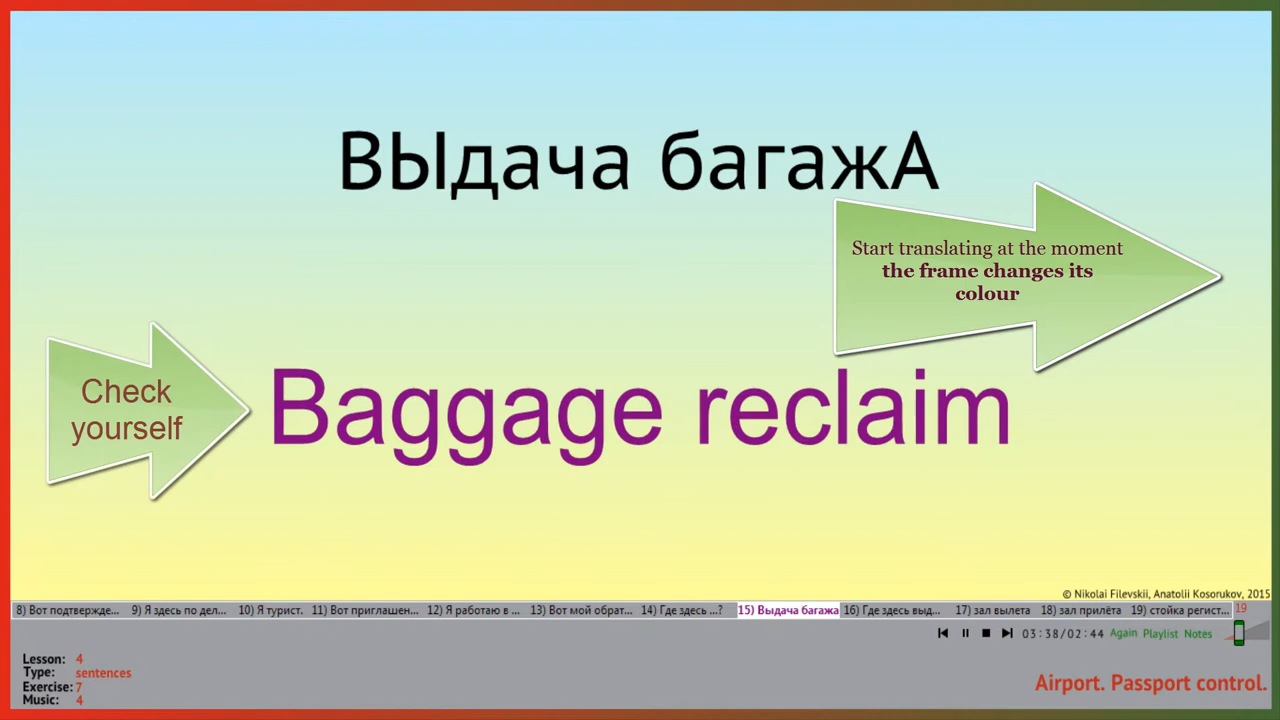 ВЫдача багажА
Start translating at the moment
the frame changes its
colour
Check
yourself
Baggage reclaim
© Nikolai Filevskii, Anatolii Kosorukov, 2015
8) Вот подтвержде... 9) Я здесь по дел... 10) Я турист. 11) Вот приглашен... 12) Я работаю в ... 13) Вот мой обрат... 14) Где здесь ...? 15) Выдача багажа 16) Где здесь выд... 17) зал вылета 18) зал прилёта 19) стойка регист... 19
03:38/02:44 Again Playlist Notes
Lesson: 4
Type: sentences
Exercise: 7
Music: 4
Airport. Passport control.